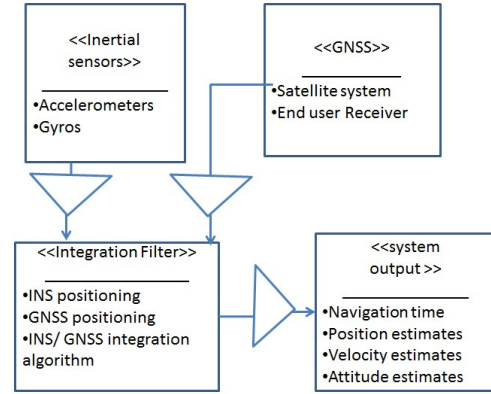 <<Inertial
sensors>>
•Accelerometers
•Gyros
<<GNSS>>
•Satellite system
•End user Receiver
<<Integration Filter>>
•INS positioning
•GNSS positioning
•INS/ GNSS integration
algorithm
<<system
output >>
•Navigation time
•Position estimates
•Velocity estimates
•Attitude estimates